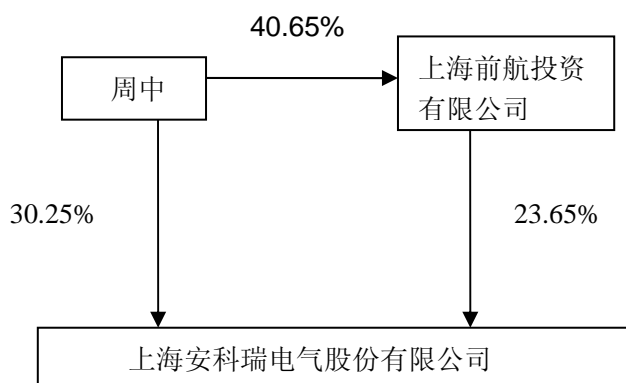 40.65%
周中
上海前航投资
有限公司
30.25%
23.65%
上海安科瑞电气股份有限公司